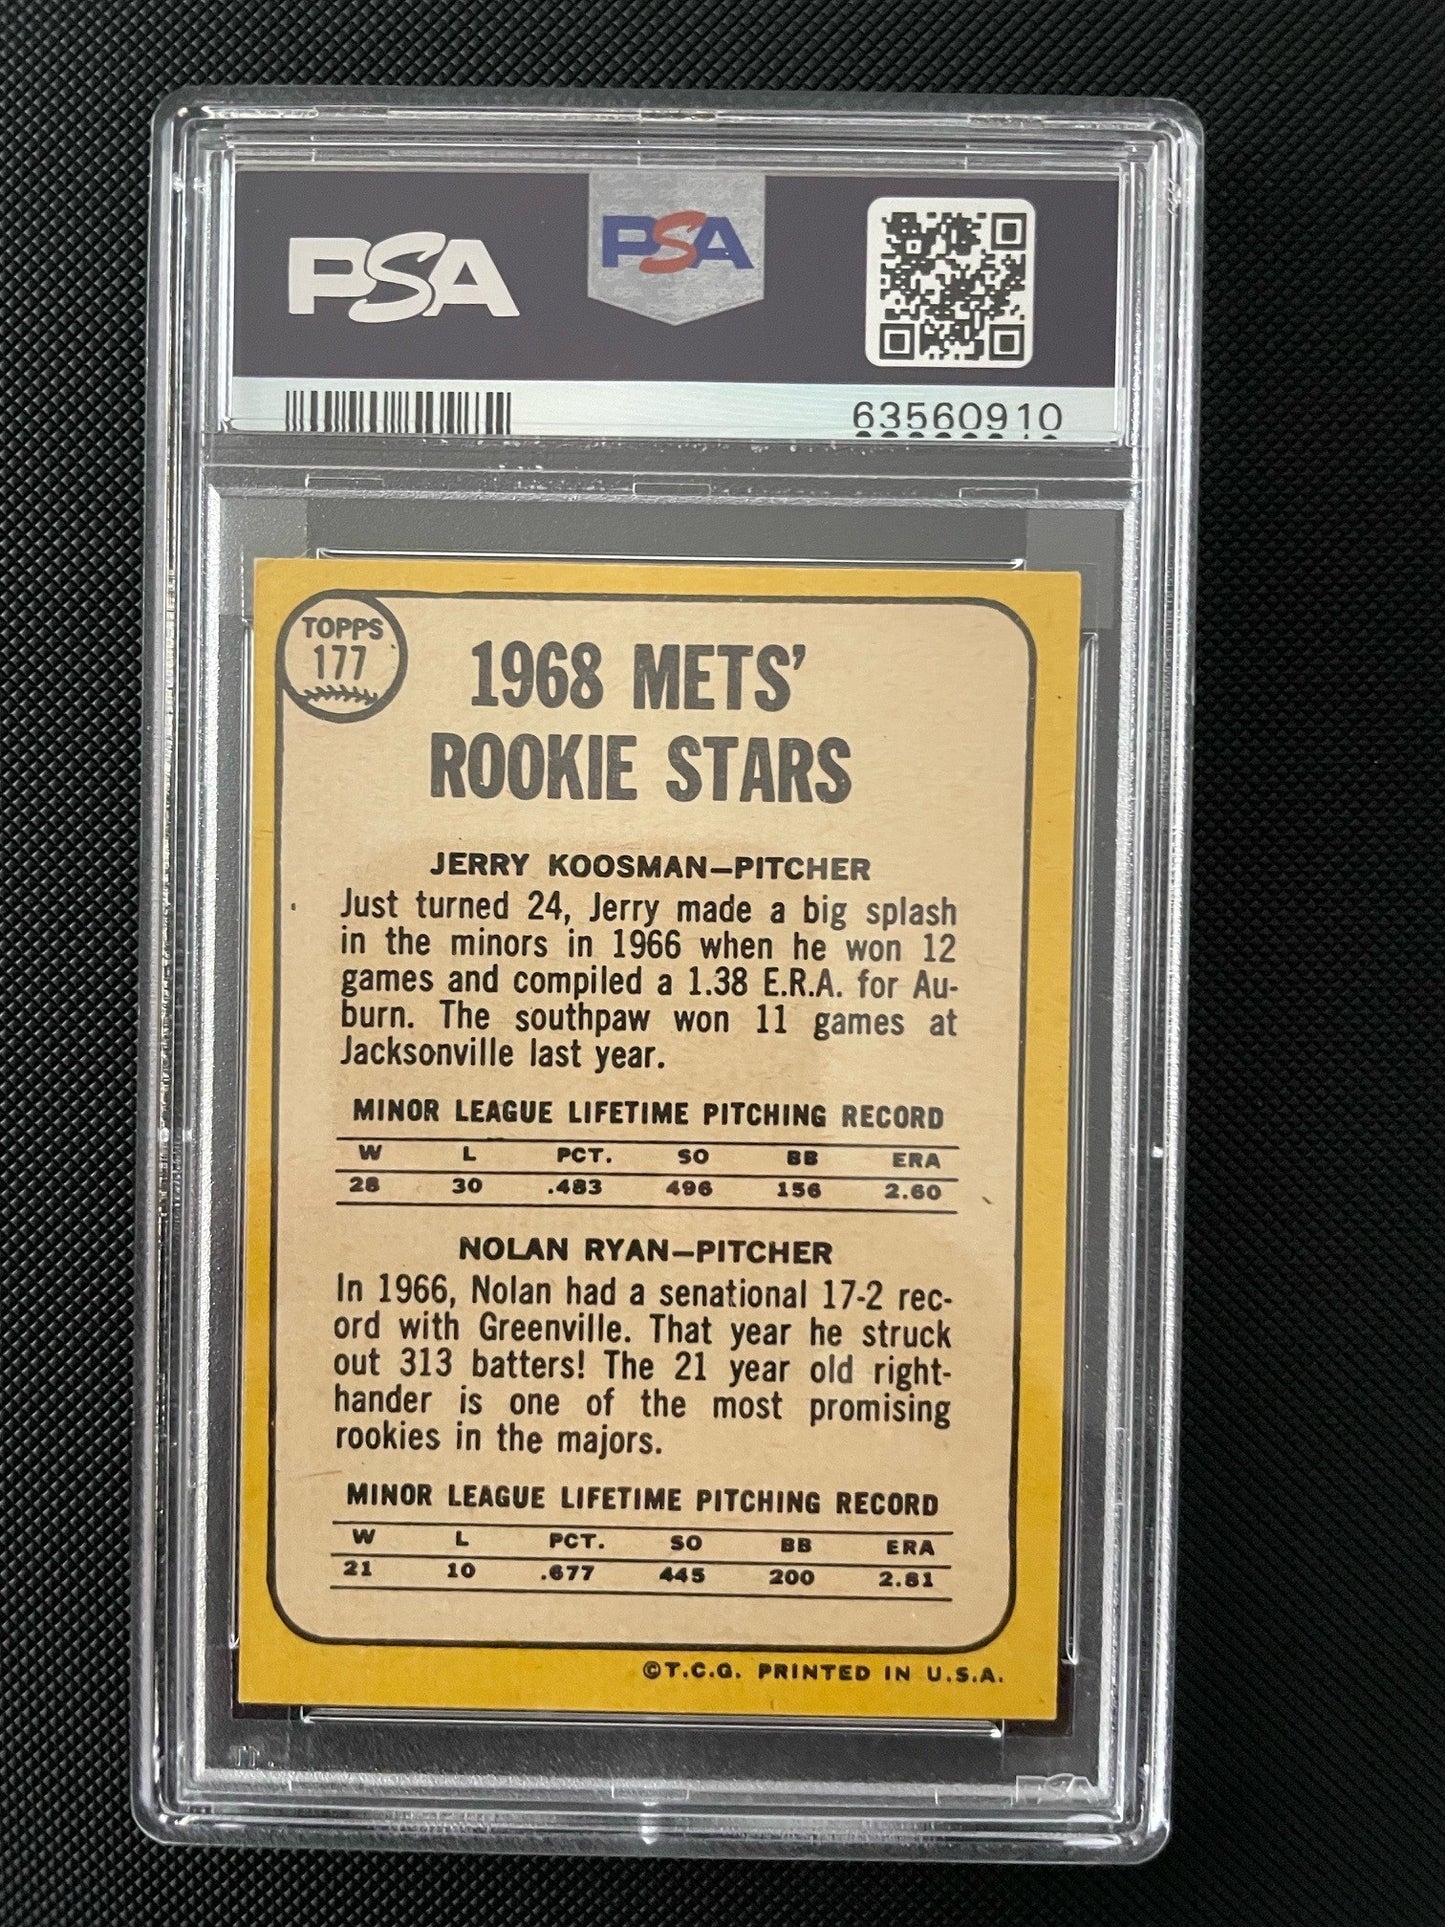 PSA
PSA
63560910
TOPPS
177
1968 METS'
ROOKIE STARS
JERRY KOOSMAN—PITCHER
Just turned 24, Jerry made a big splash
in the minors in 1966 when he won 12
games and compiled a 1.38 E.R.A. for Au-
burn. The southpaw won 11 games at
Jacksonville last year.
MINOR LEAGUE LIFETIME PITCHING RECORD
W L PCT. SO BB ERA
28 30 .483 496 156 2.60
NOLAN RYAN—PITCHER
In 1966, Nolan had a senational 17-2 rec-
ord with Greenville. That year he struck
out 313 batters! The 21 year old right-
hander is one of the most promising
rookies in the majors.
MINOR LEAGUE LIFETIME PITCHING RECORD
W L PCT. SO BB ERA
21 10 .677 445 200 2.81
©T.C.G. PRINTED IN U.S.A.
PSA